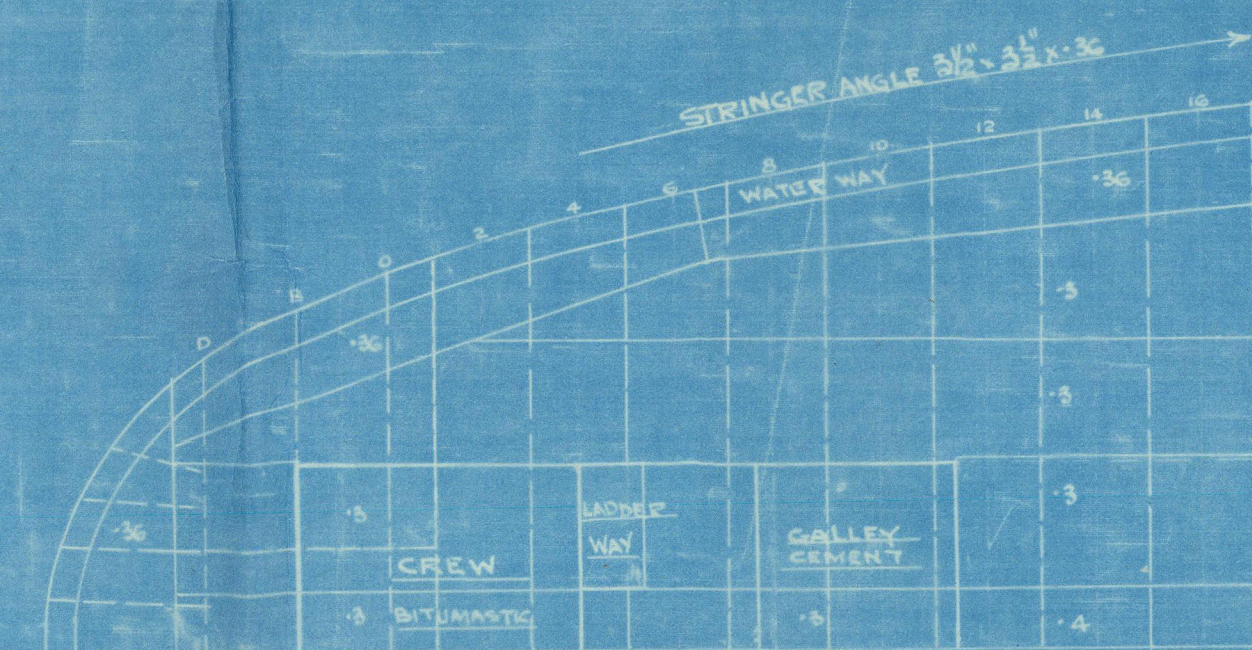 STRINGER ANGLE 3½" x 3½" x .36
16
14
12
10
8
6
4
2
0
B
D
WATER WAY
.36
.36
.36
.3
.3
.3
.3
.3
.3
.4
LADDER
WAY
GALLEY
CEMENT
CREW
BITUMASTIC